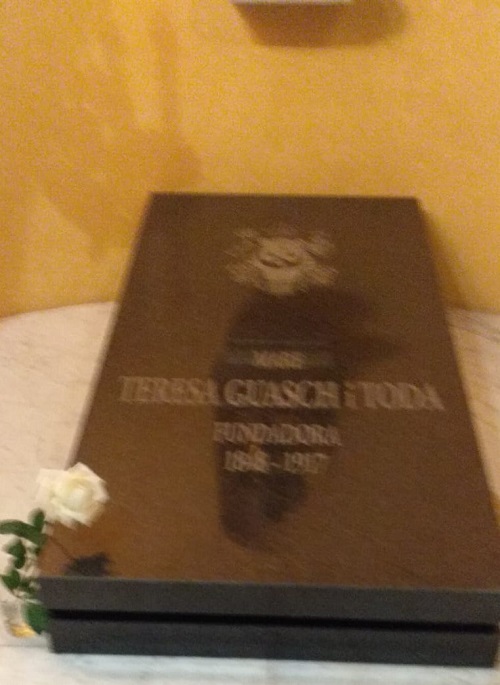 MARE
TERESA GUASCH i TODA
FUNDADORA
1848 - 1917